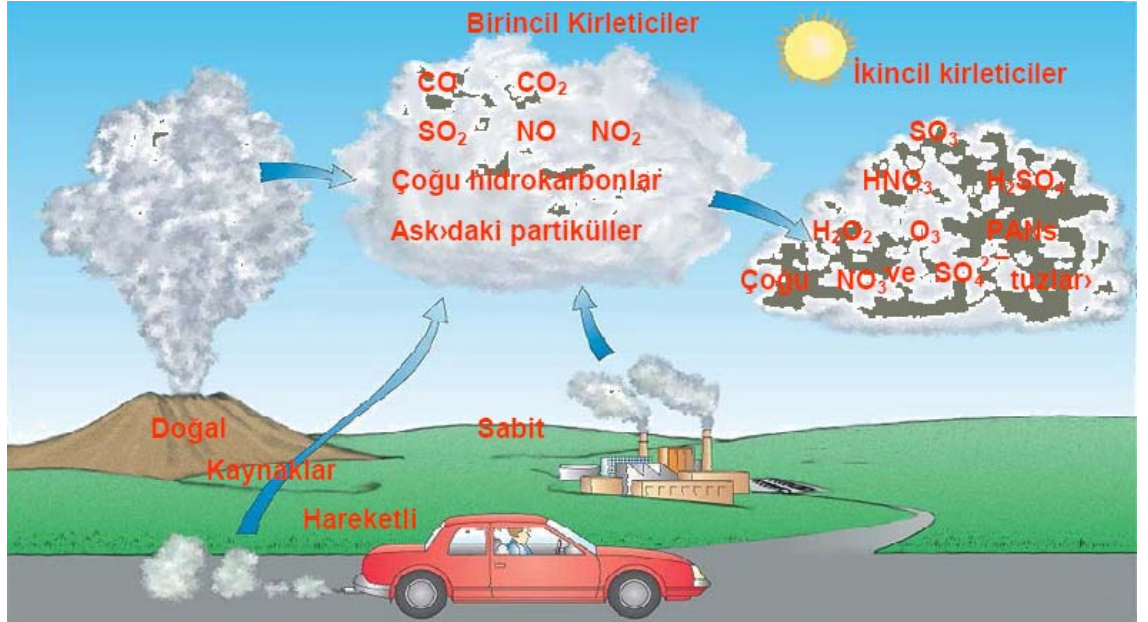 Birincil Kirleticiler
CO CO₂
SO₂ NO NO₂
Çoğu hidrokarbonlar
Ask›daki partiküller
İkincil kirleticiler
SO₃
HNO₃ H₂SO₄
H₂O₂ O₃ PANs
Çoğu NO₃ ve SO₄²⁻ tuzlar›
Doğal
Kaynaklar
Sabit
Hareketli